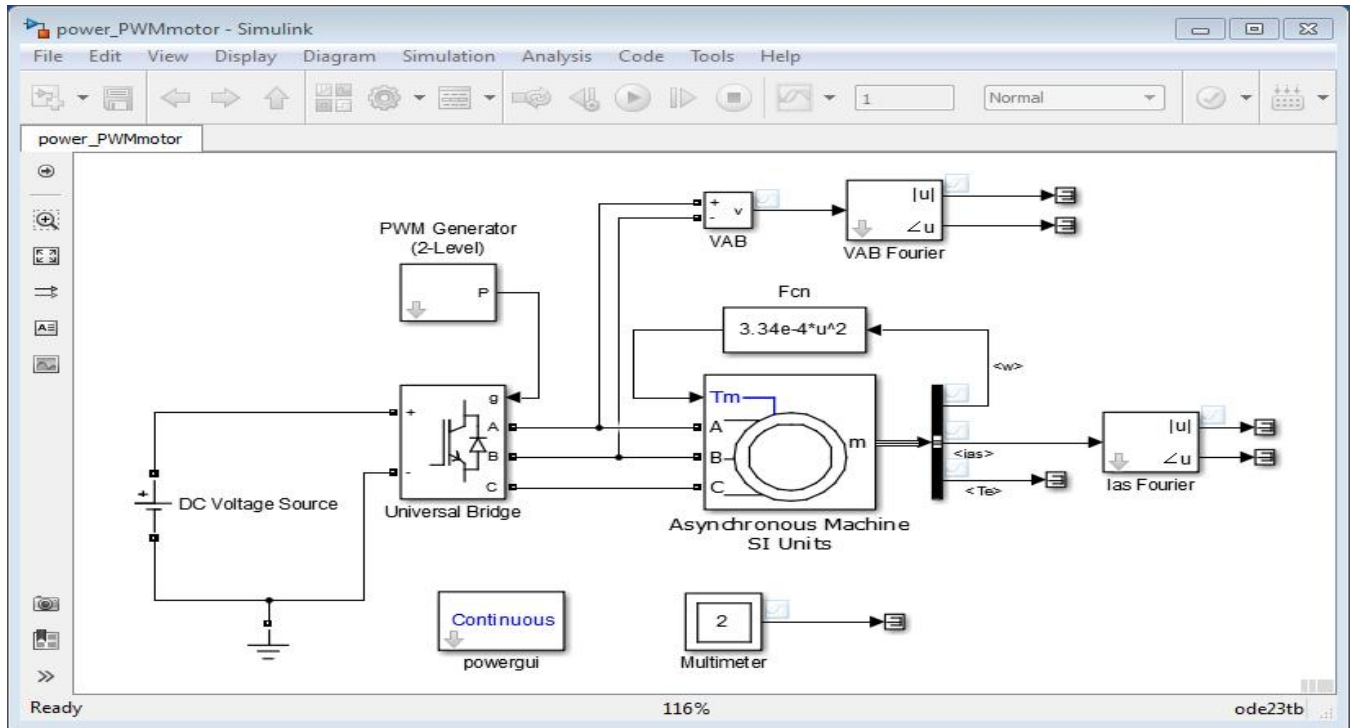 power_PWMmotor - Simulink
File Edit View Display Diagram Simulation Analysis Code Tools Help
1 Normal
power_PWMmotor
PWM Generator
(2-Level)
P
+
-
v
VAB
|u|
∠u
VAB Fourier
Fcn
3.34e-4*u^2
<w>
+
-
g
A
B
C
Universal Bridge
Tm
A
B
C
m
Asynchronous Machine
SI Units
<ias>
<Te>
|u|
∠u
Ias Fourier
+
DC Voltage Source
Continuous
powergui
2
Multimeter
Ready 116% ode23tb